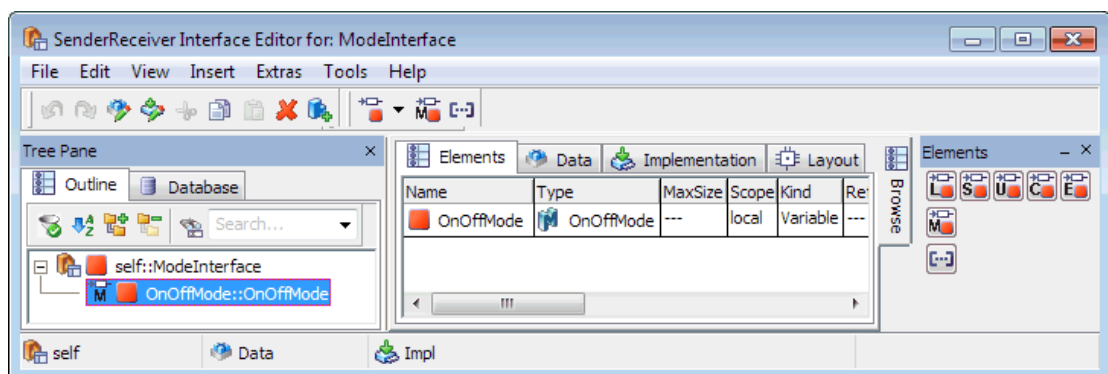 SenderReceiver Interface Editor for: ModeInterface
File Edit View Insert Extras Tools Help
M
Tree Pane
Outline Database
Search...
self::ModeInterface
M OnOffMode::OnOffMode
Elements Data Implementation Layout
Name Type MaxSize Scope Kind Ref
OnOffMode OnOffMode --- local Variable ---
Browse
Elements
L S U C E
M
self Data Impl